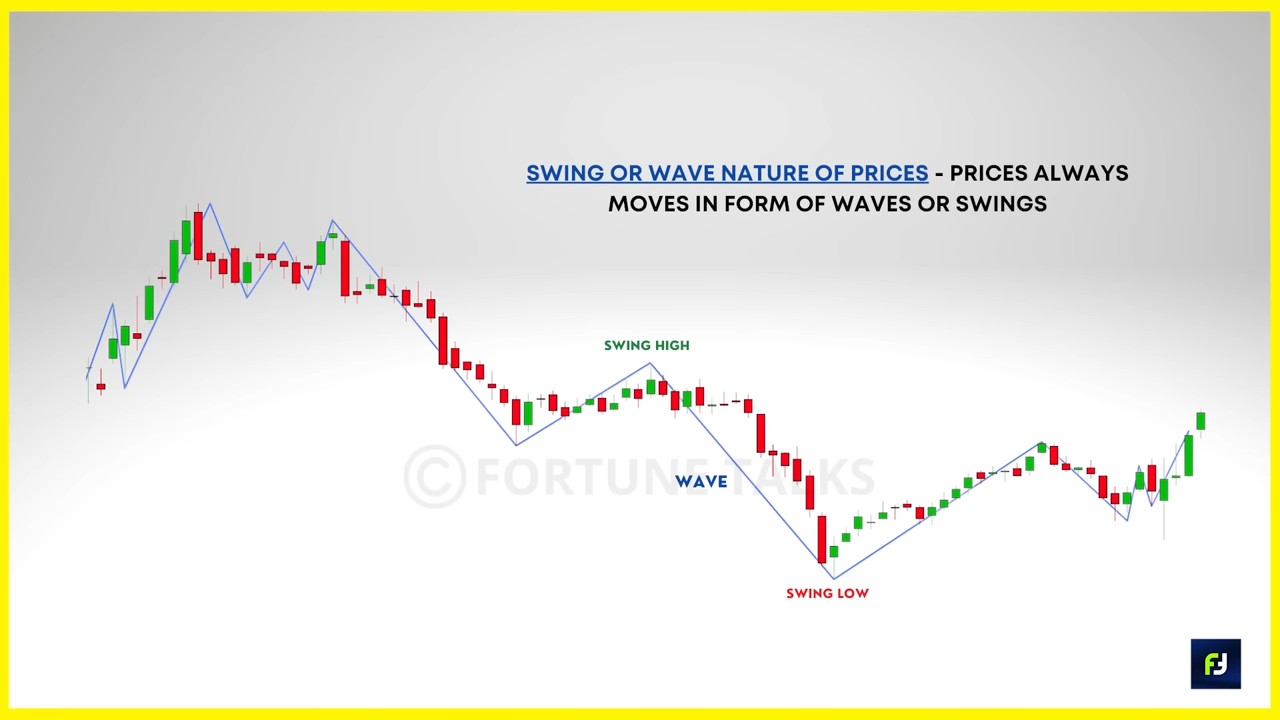 SWING OR WAVE NATURE OF PRICES - PRICES ALWAYS
MOVES IN FORM OF WAVES OR SWINGS
SWING HIGH
© FORTUNE TALKS
WAVE
SWING LOW